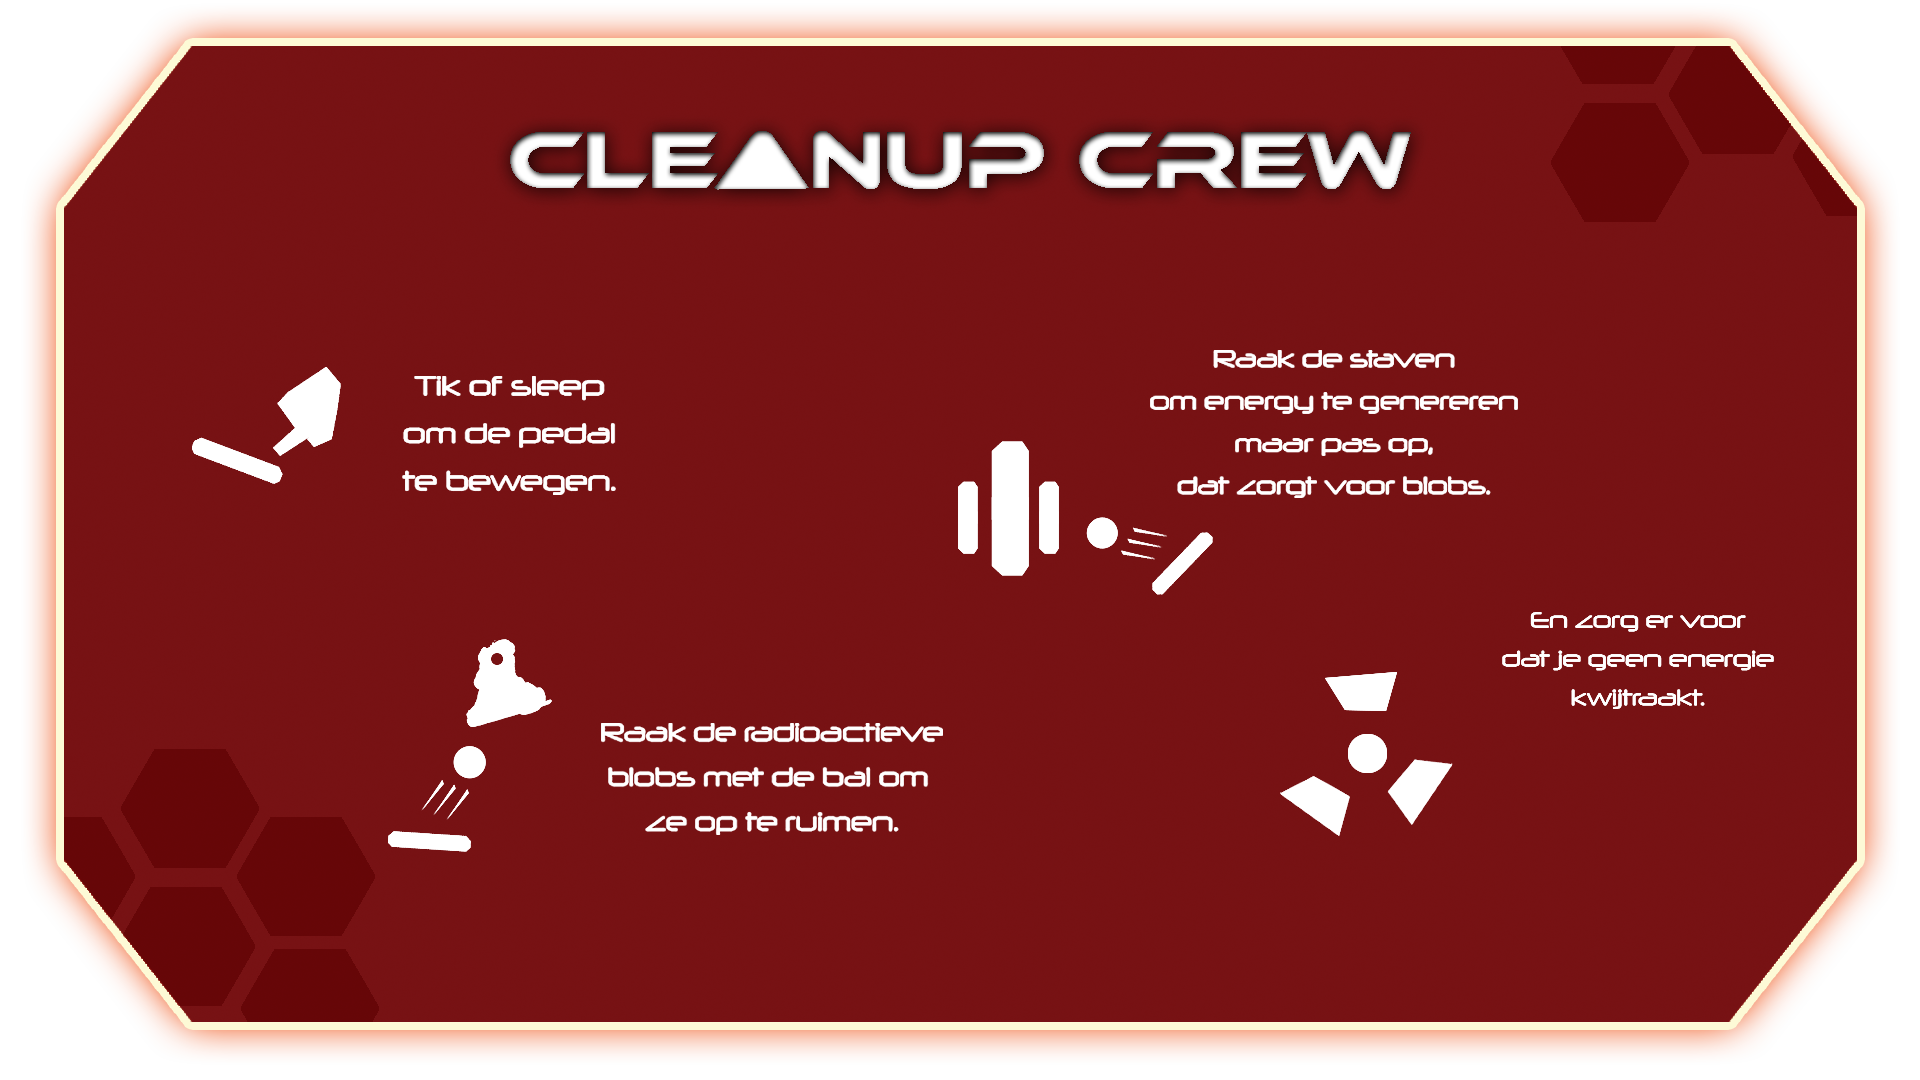 CLEANUP CREW
Tik of sleep
om de pedal
te bewegen.
Raak de staven
om energy te genereren
maar pas op,
dat zorgt voor blobs.
Raak de radioactieve
blobs met de bal om
ze op te ruimen.
En zorg er voor
dat je geen energie
kwijtraakt.